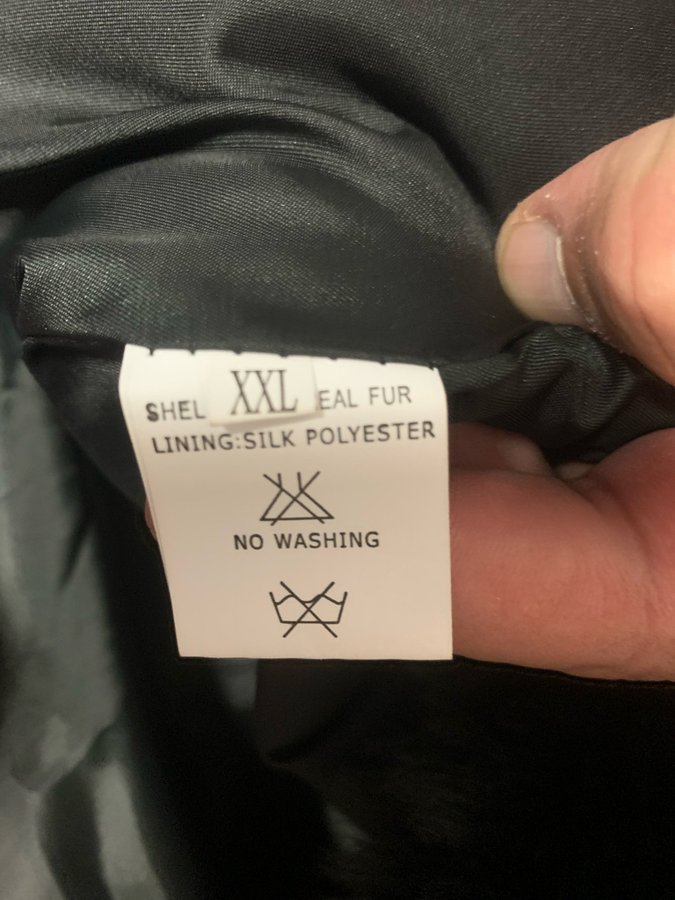 SHEL XXL EAL FUR
LINING:SILK POLYESTER
NO WASHING